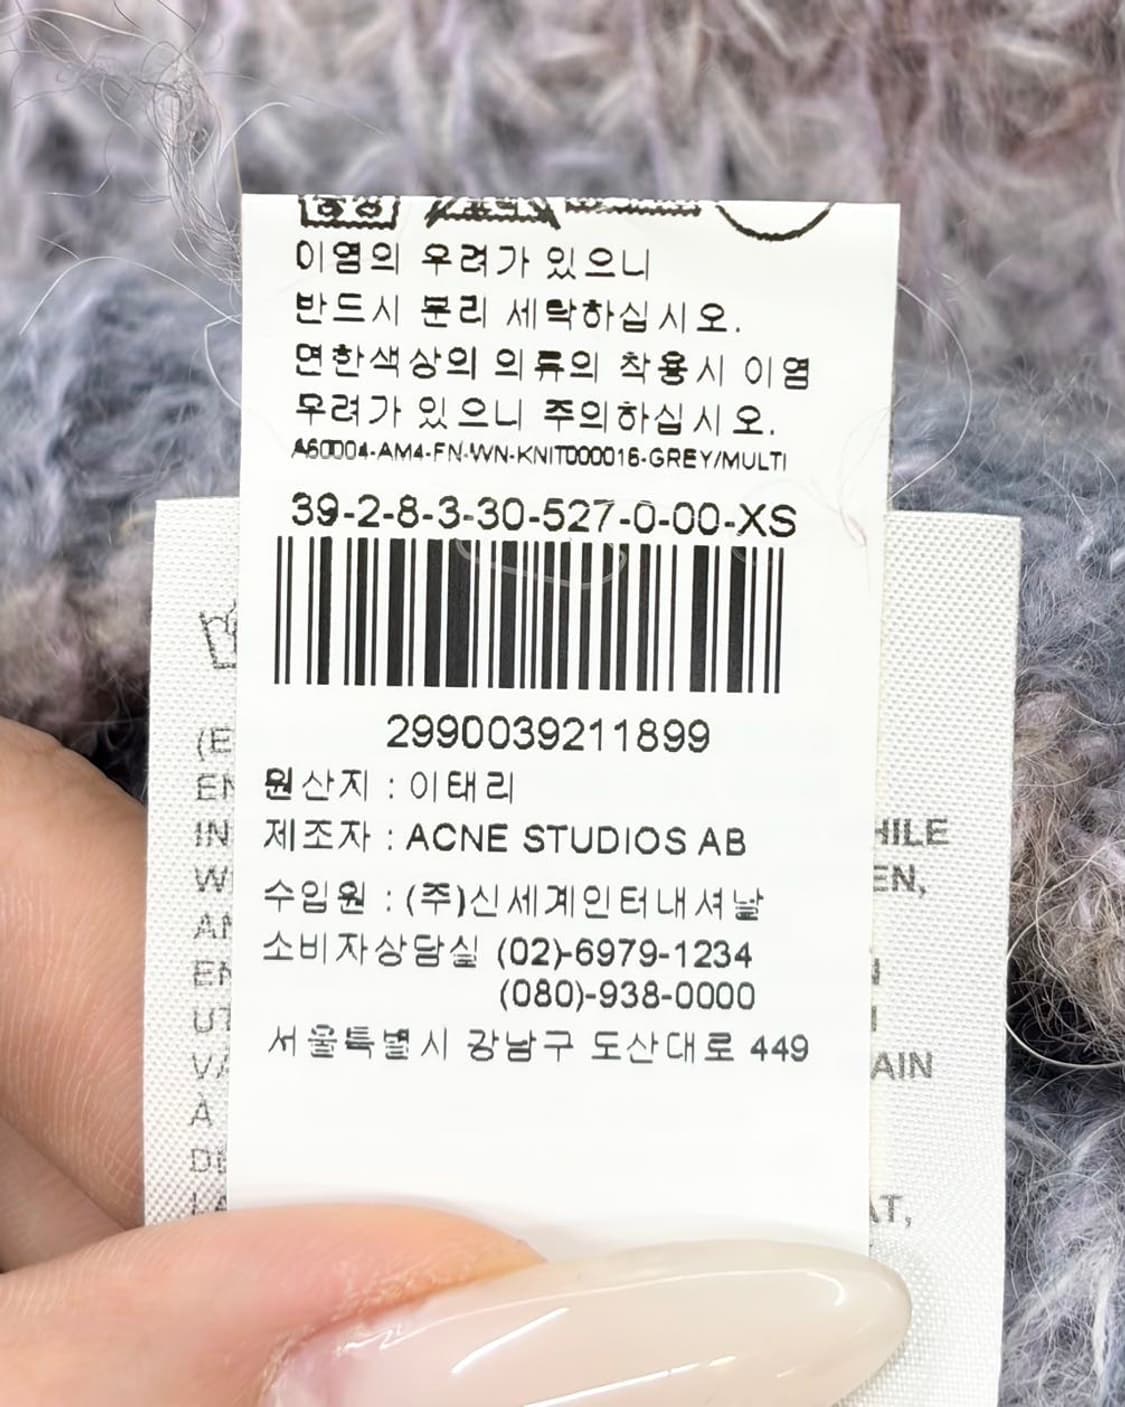 이염의 우려가 있으니
반드시 분리 세탁하십시오.
면한색상의 의류의 착용시 이염
우려가 있으니 주의하십시오.
A60004-AM4-FN-WN-KNIT000016-GREY/MULTI
39-2-8-3-30-527-0-00-XS
2990039211899
원산지 : 이태리
제조자 : ACNE STUDIOS AB
수입원 : (주)신세계인터내셔날
소비자상담실 (02)-6979-1234
(080)-938-0000
서울특별시 강남구 도산대로 449
À